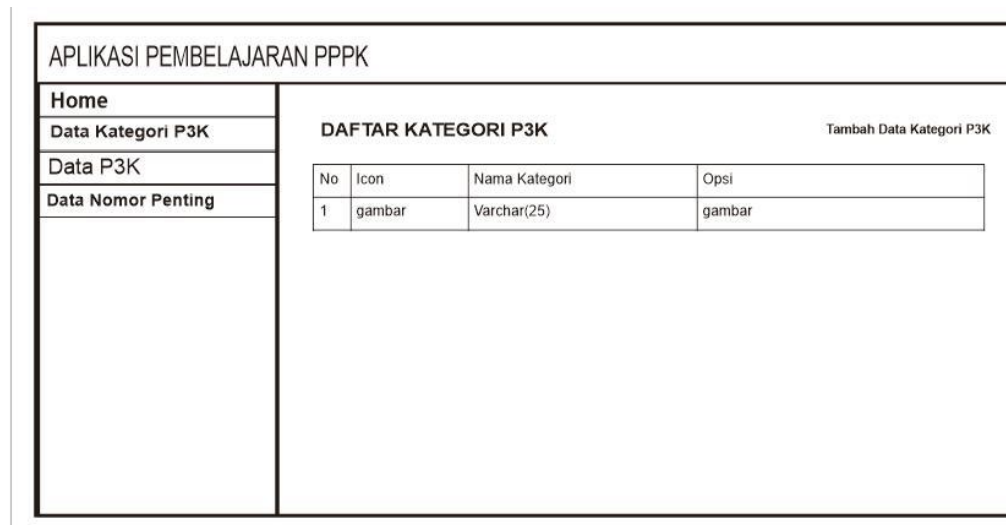 APLIKASI PEMBELAJARAN PPPK
Home
Data Kategori P3K
Data P3K
Data Nomor Penting
DAFTAR KATEGORI P3K
Tambah Data Kategori P3K
No Icon Nama Kategori Opsi
1 gambar Varchar(25) gambar